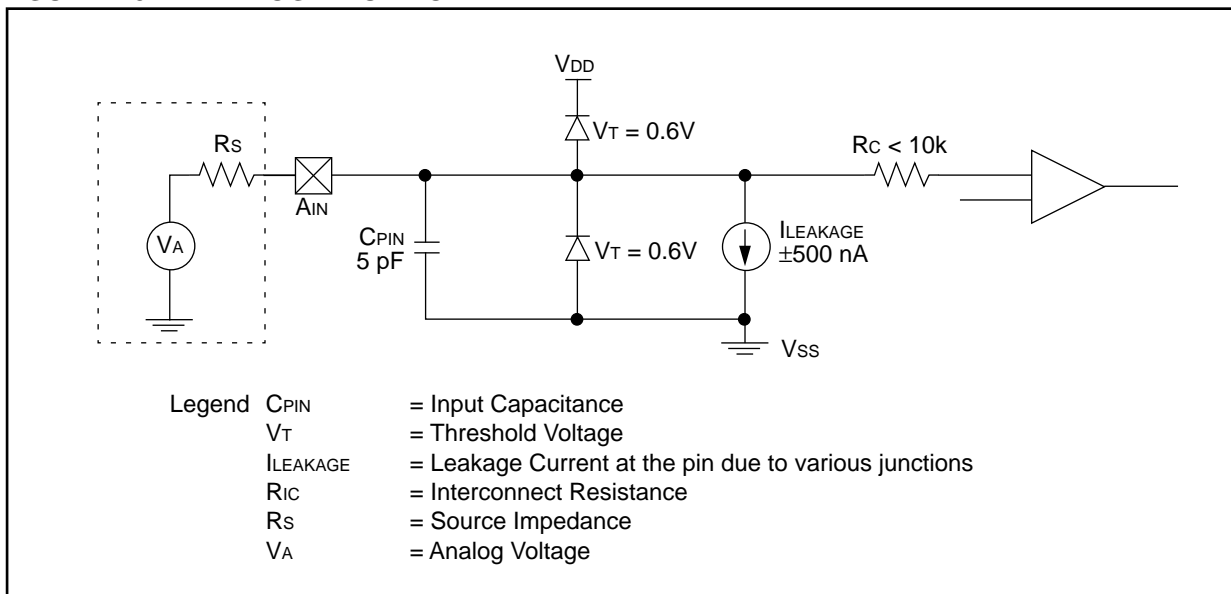 VDD
VT = 0.6V
RS
RC < 10k
AIN
VA
CPIN
5 pF
VT = 0.6V
ILEAKAGE
±500 nA
VSS
Legend CPIN = Input Capacitance
VT = Threshold Voltage
ILEAKAGE = Leakage Current at the pin due to various junctions
RIC = Interconnect Resistance
RS = Source Impedance
VA = Analog Voltage